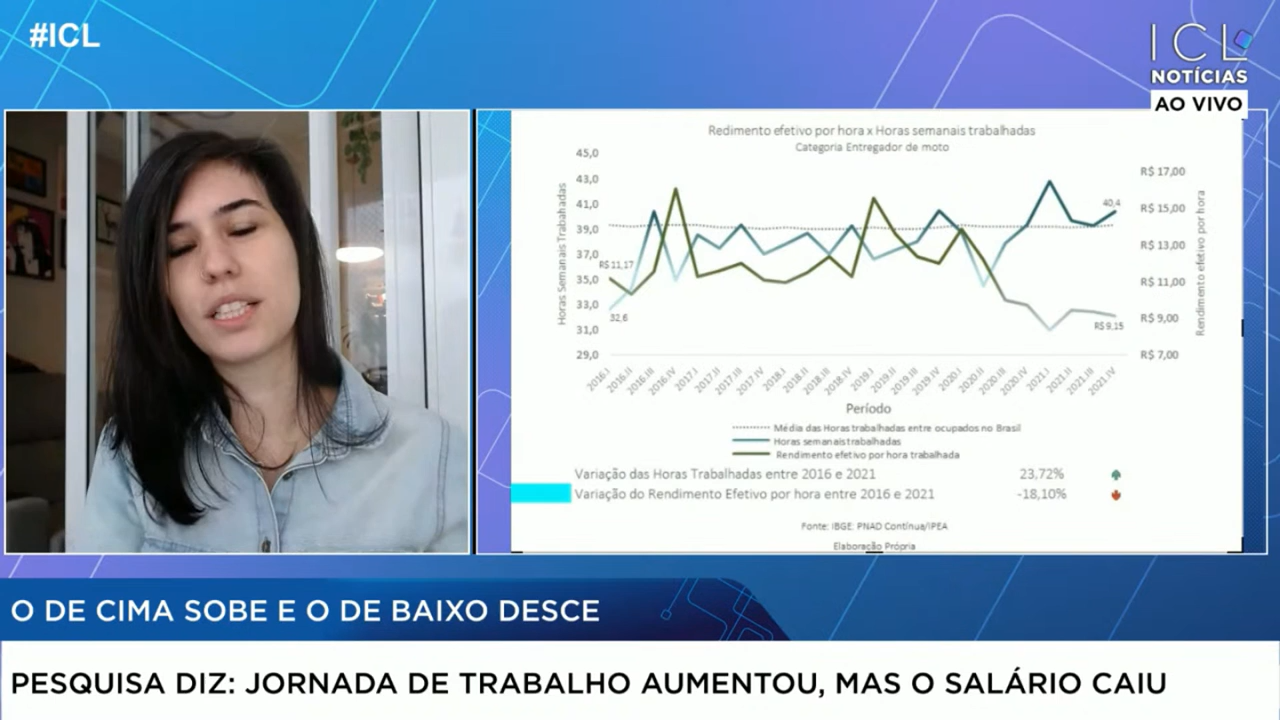 #ICL
ICL
NOTÍCIAS
AO VIVO
Redimento efetivo por hora x Horas semanais trabalhadas
Categoria Entregador de moto
Horas Semanais Trabahadas
45,0
43,0
41,0
39,0
37,0
35,0
33,0
31,0
29,0
R$ 17,00
R$ 15,00
R$ 13,00
R$ 11,00
R$ 9,00
R$ 7,00
Rendimento efetivo por hora
R$ 11,17
32,6
40,4
R$ 9,15
2016.I
2016.II
2016.III
2016.IV
2017.I
2017.II
2017.III
2017.IV
2018.I
2018.II
2018.III
2018.IV
2019.I
2019.II
2019.III
2019.IV
2020.I
2020.II
2020.III
2020.IV
2021.I
2021.II
2021.III
2021.IV
Período
Média das Horas trabalhadas entre ocupados no Brasil
Horas semanais trabalhadas
Rendimento efetivo por hora trabalhada
Variação das Horas Trabalhadas entre 2016 e 2021 23,72%
Variação do Rendimento Efetivo por hora entre 2016 e 2021 -18,10%
Fonte: IBGE: PNAD Contínua/IPEA
Elaboração Própria
O DE CIMA SOBE E O DE BAIXO DESCE
PESQUISA DIZ: JORNADA DE TRABALHO AUMENTOU, MAS O SALÁRIO CAIU